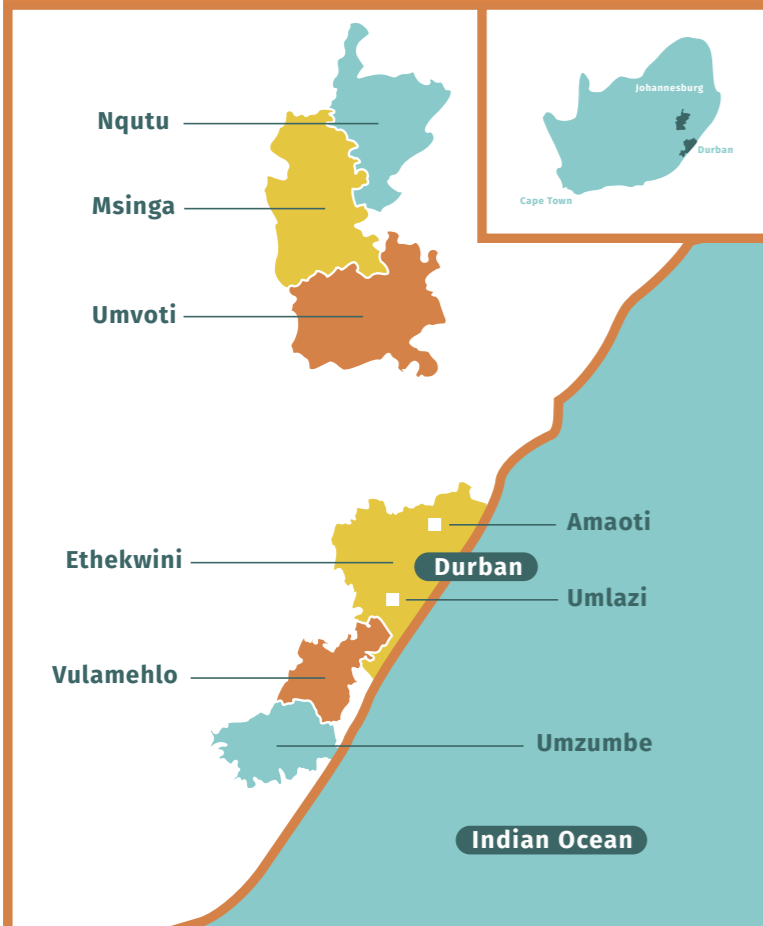 Johannesburg
Durban
Cape Town
Nqutu
Msinga
Umvoti
Amaoti
Ethekwini
Durban
Umlazi
Vulamehlo
Umzumbe
Indian Ocean